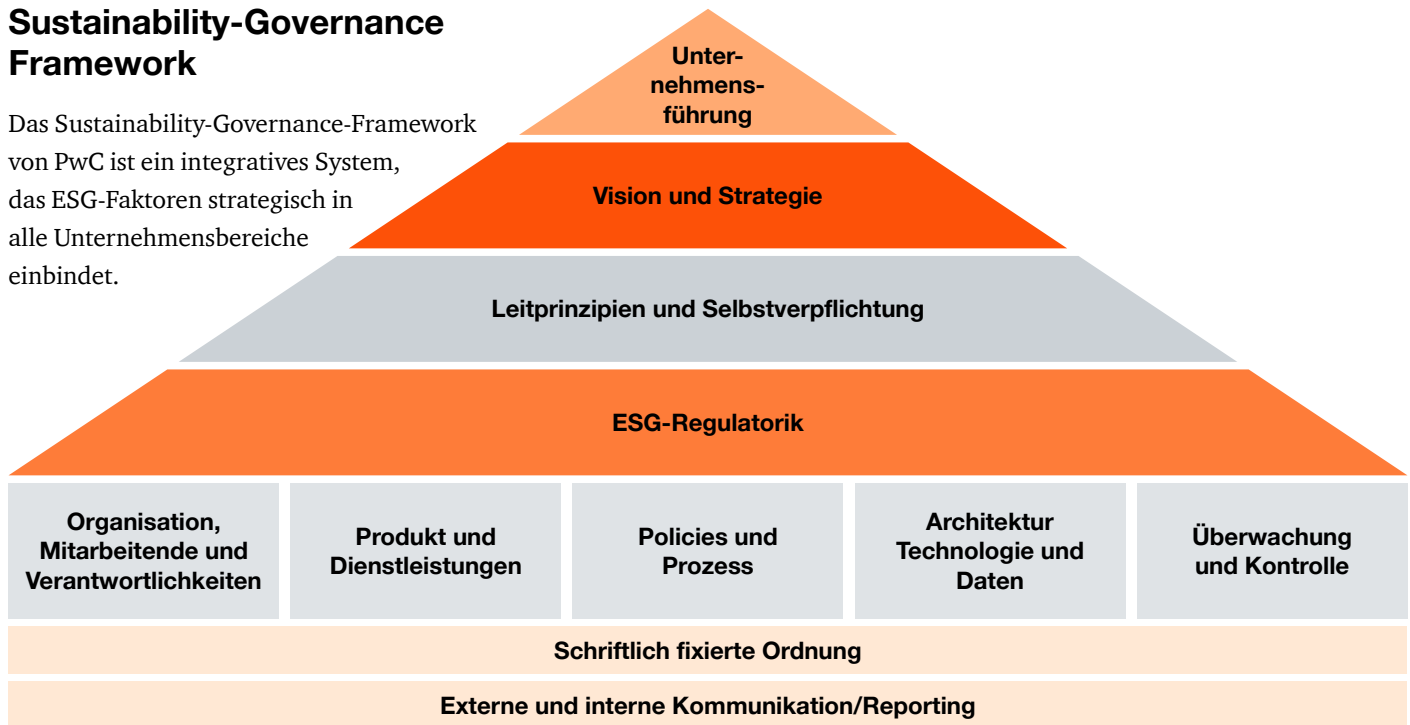 Sustainability-Governance
Framework
Das Sustainability-Governance-Framework
von PwC ist ein integratives System,
das ESG-Faktoren strategisch in
alle Unternehmensbereiche
einbindet.
Unter-
nehmens-
führung
Vision und Strategie
Leitprinzipien und Selbstverpflichtung
ESG-Regulatorik
Organisation,
Mitarbeitende und
Verantwortlichkeiten
Produkt und
Dienstleistungen
Policies und
Prozess
Architektur
Technologie und
Daten
Überwachung
und Kontrolle
Schriftlich fixierte Ordnung
Externe und interne Kommunikation/Reporting